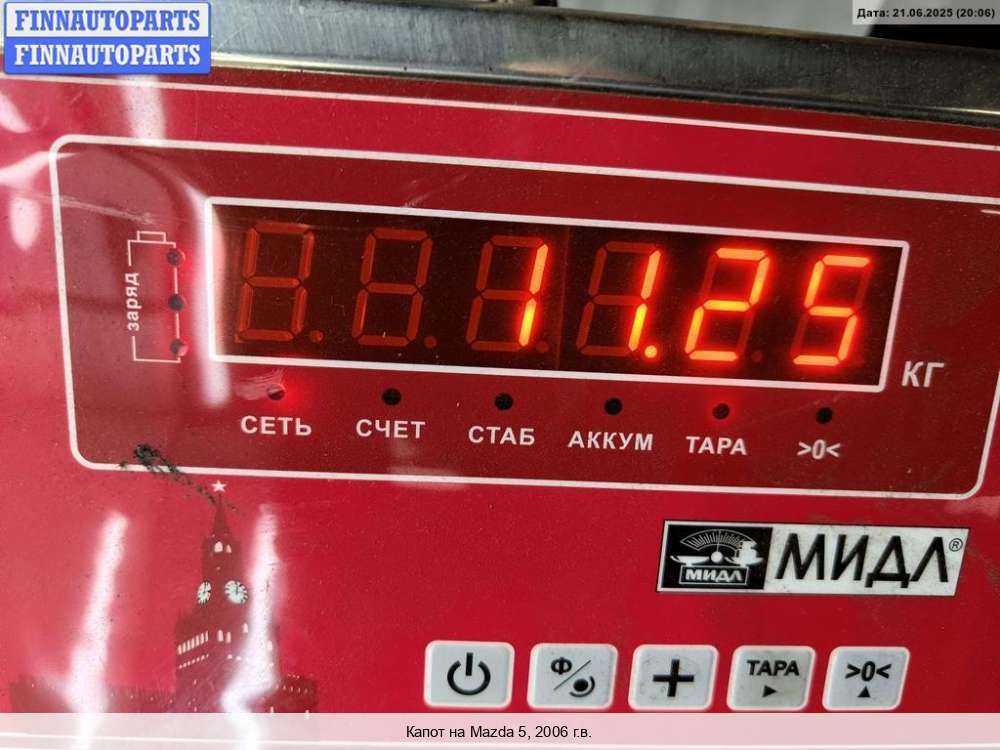 FINNAUTOPARTS
FINNAUTOPARTS
Дата: 21.06.2025 (20:06)
заряд
11.25
КГ
СЕТЬ СЧЕТ СТАБ АККУМ ТАРА >0<
МИДЛ МИДЛ®
Ф ТАРА >0<
Капот на Mazda 5, 2006 г.в.